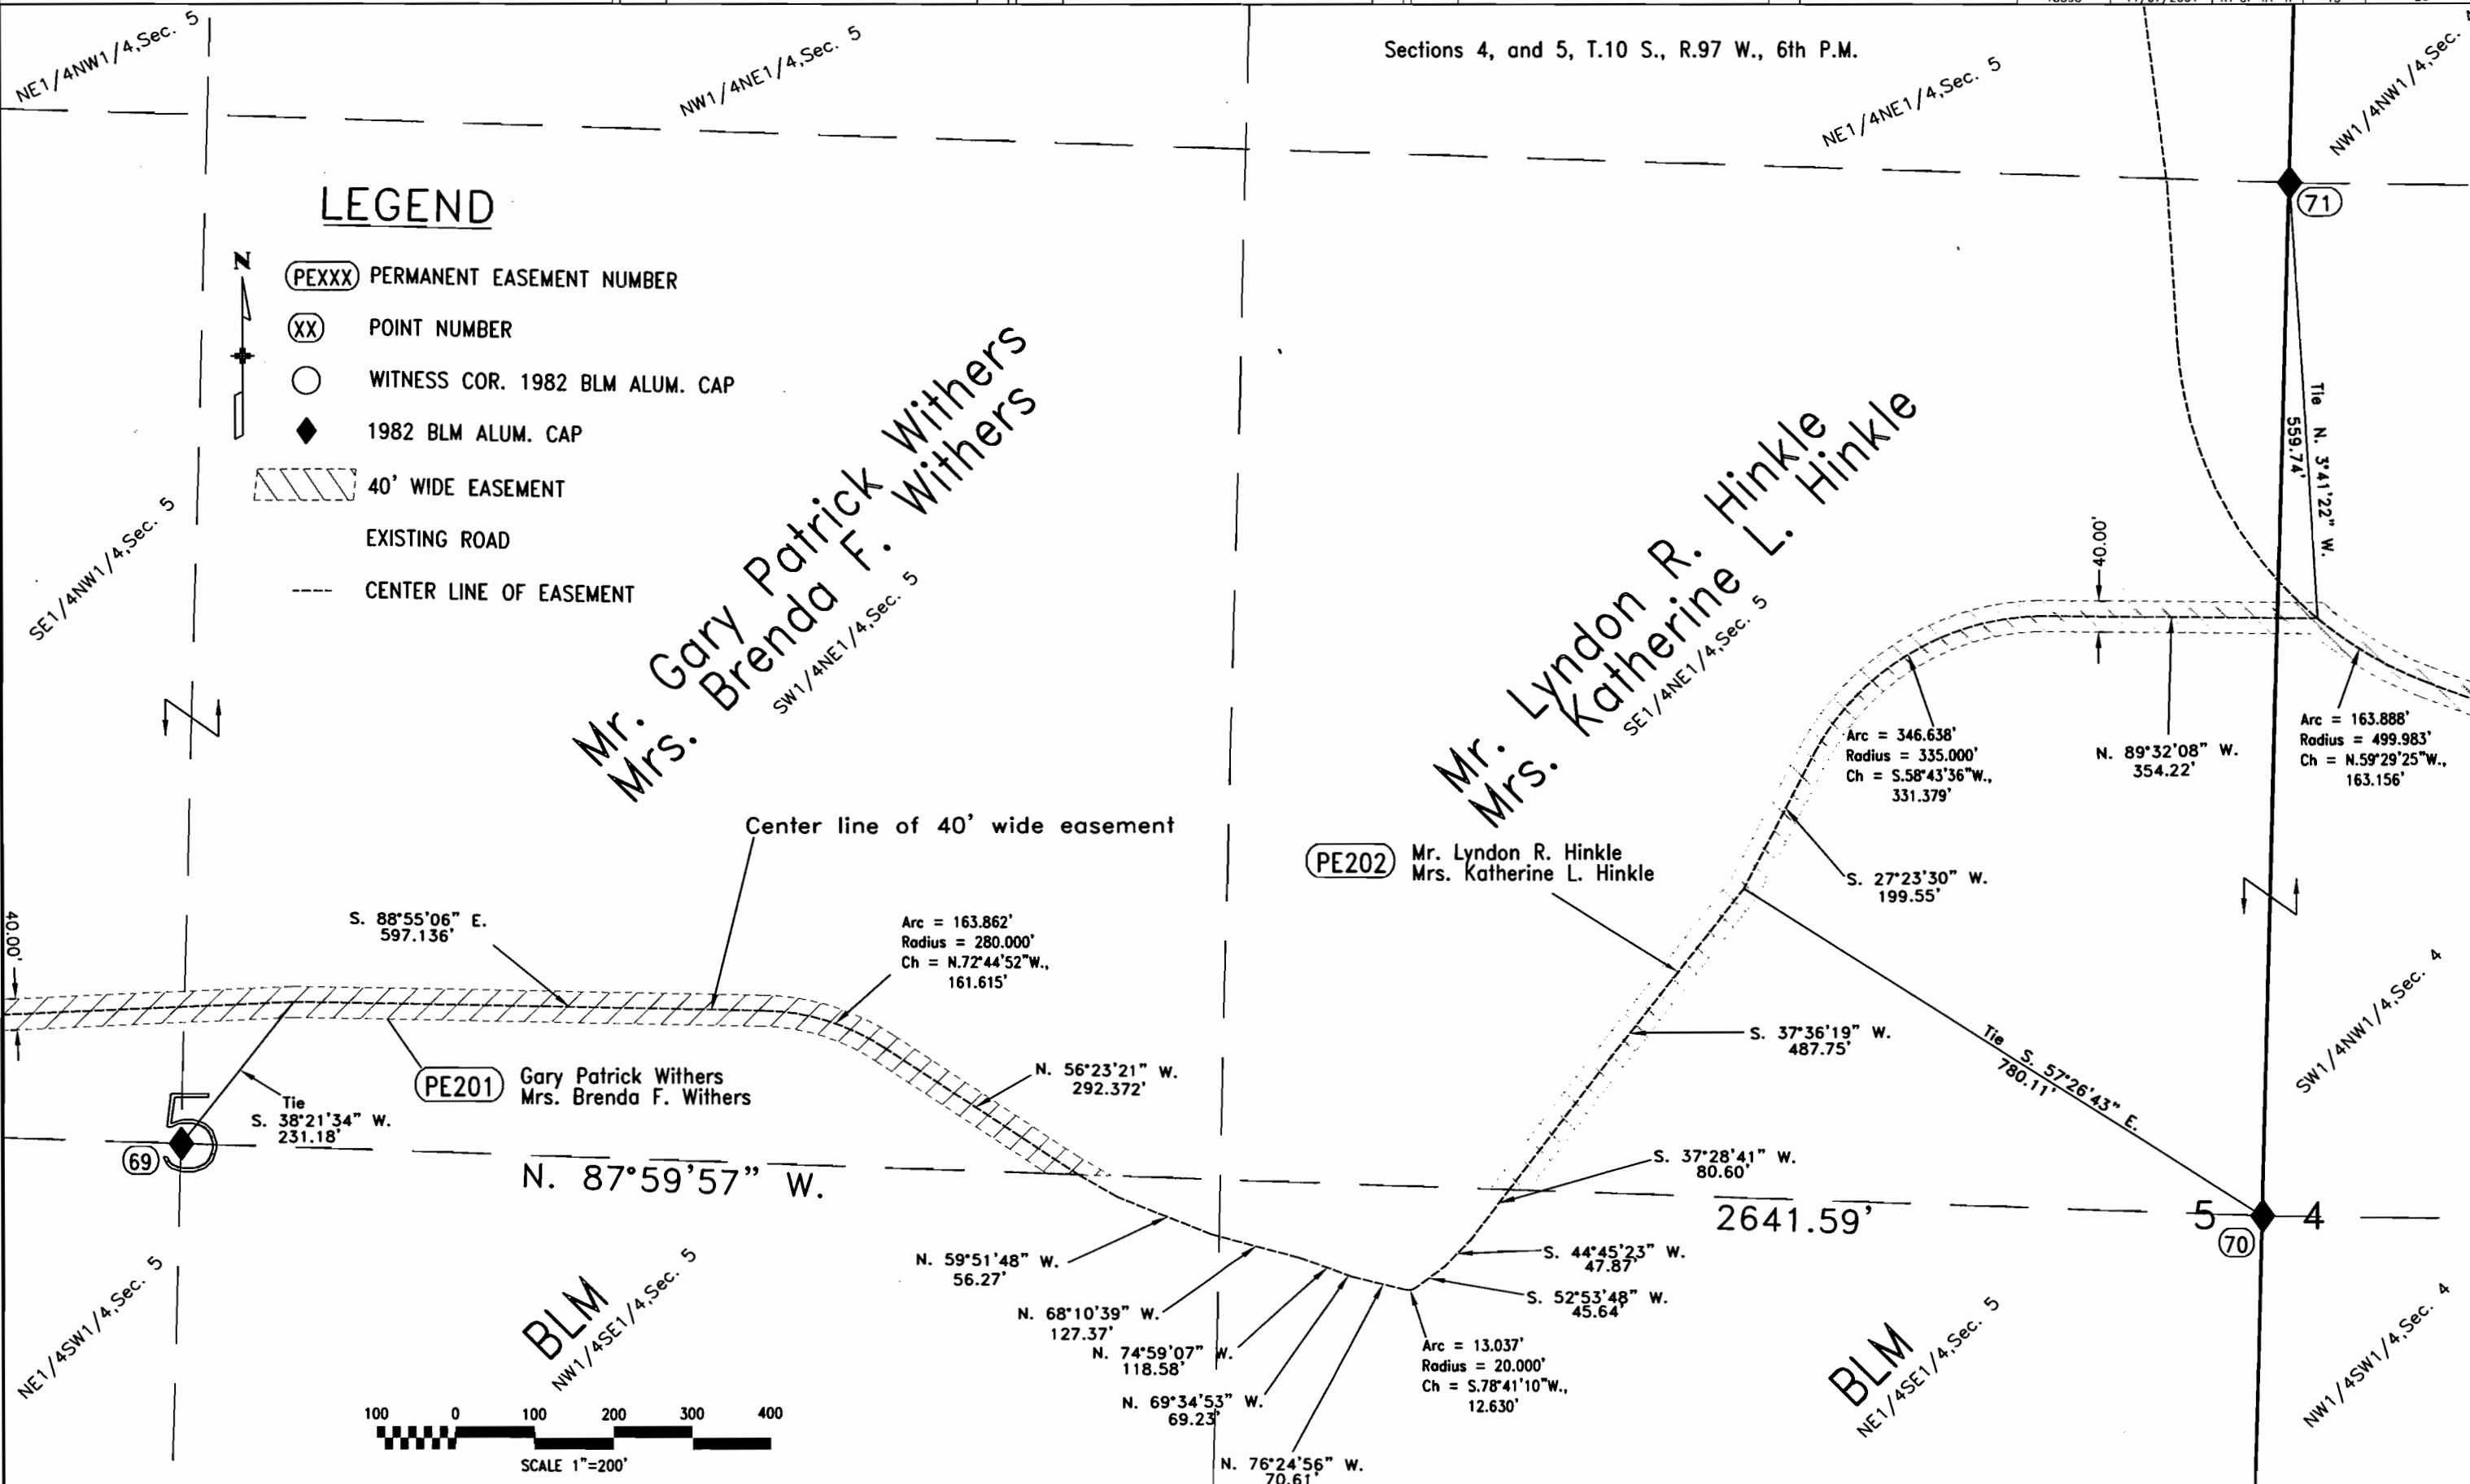 Sections 4, and 5, T.10 S., R.97 W., 6th P.M.
NE1/4NW1/4,Sec. 5
NW1/4NE1/4,Sec. 5
NE1/4NE1/4,Sec. 5
NW1/4NW1/4,Sec.
LEGEND
N
PEXXX PERMANENT EASEMENT NUMBER
XX POINT NUMBER
WITNESS COR. 1982 BLM ALUM. CAP
1982 BLM ALUM. CAP
40' WIDE EASEMENT
EXISTING ROAD
CENTER LINE OF EASEMENT
71
Tie N. 3°41'22" W.
559.74'
SE1/4NW1/4,Sec. 5
Mr. Gary Patrick Withers
Mrs. Brenda F. Withers
SW1/4NE1/4,Sec. 5
Mr. Lyndon R. Hinkle
Mrs. Katherine L. Hinkle
SE1/4NE1/4,Sec. 5
40.00'
Arc = 346.638'
Radius = 335.000'
Ch = S.58°43'36"W.,
331.379'
N. 89°32'08" W.
354.22'
Arc = 163.888'
Radius = 499.983'
Ch = N.59°29'25"W.,
163.156'
Center line of 40' wide easement
PE202 Mr. Lyndon R. Hinkle
Mrs. Katherine L. Hinkle
S. 27°23'30" W.
199.55'
40.00'
S. 88°55'06" E.
597.136'
Arc = 163.862'
Radius = 280.000'
Ch = N.72°44'52"W.,
161.615'
S. 37°36'19" W.
487.75'
Tie S. 57°26'43" E.
780.11'
SW1/4NW1/4,Sec. 4
PE201 Gary Patrick Withers
Mrs. Brenda F. Withers
N. 56°23'21" W.
292.372'
Tie
S. 38°21'34" W.
231.18'
5
69
N. 87°59'57" W.
2641.59'
S. 37°28'41" W.
80.60'
5 4
70
N. 59°51'48" W.
56.27'
S. 44°45'23" W.
47.87'
S. 52°53'48" W.
45.64'
N. 68°10'39" W.
127.37'
N. 74°59'07" W.
118.58'
Arc = 13.037'
Radius = 20.000'
Ch = S.78°41'10"W.,
12.630'
N. 69°34'53" W.
69.23'
N. 76°24'56" W.
70.61'
NE1/4SW1/4,Sec. 5
BLM
NW1/4SE1/4,Sec. 5
BLM
NE1/4SE1/4,Sec. 5
NW1/4SW1/4,Sec. 4
100 0 100 200 300 400
SCALE 1"=200'